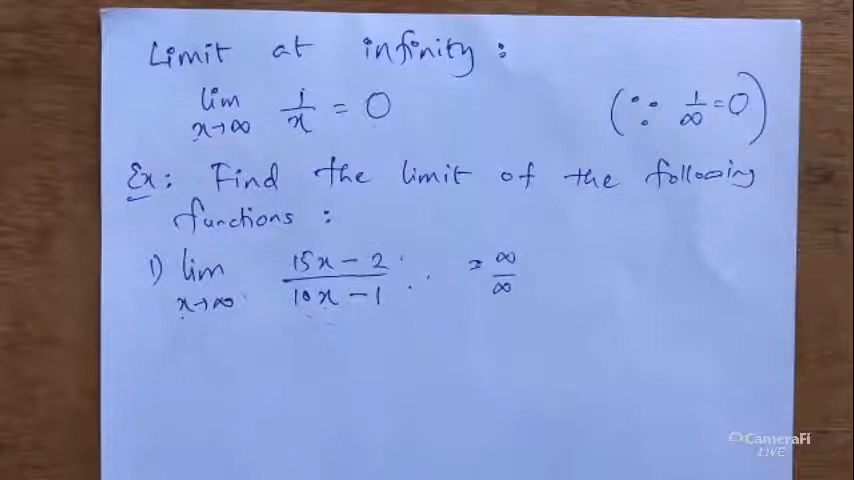 Limit at infinity :
lim x→∞ 1/x = 0 (∵ 1/∞ = 0)
Ex: Find the limit of the following
functions :
1) lim x→∞ 15x - 2 / 10x - 1 = ∞/∞
CameraFi
LIVE